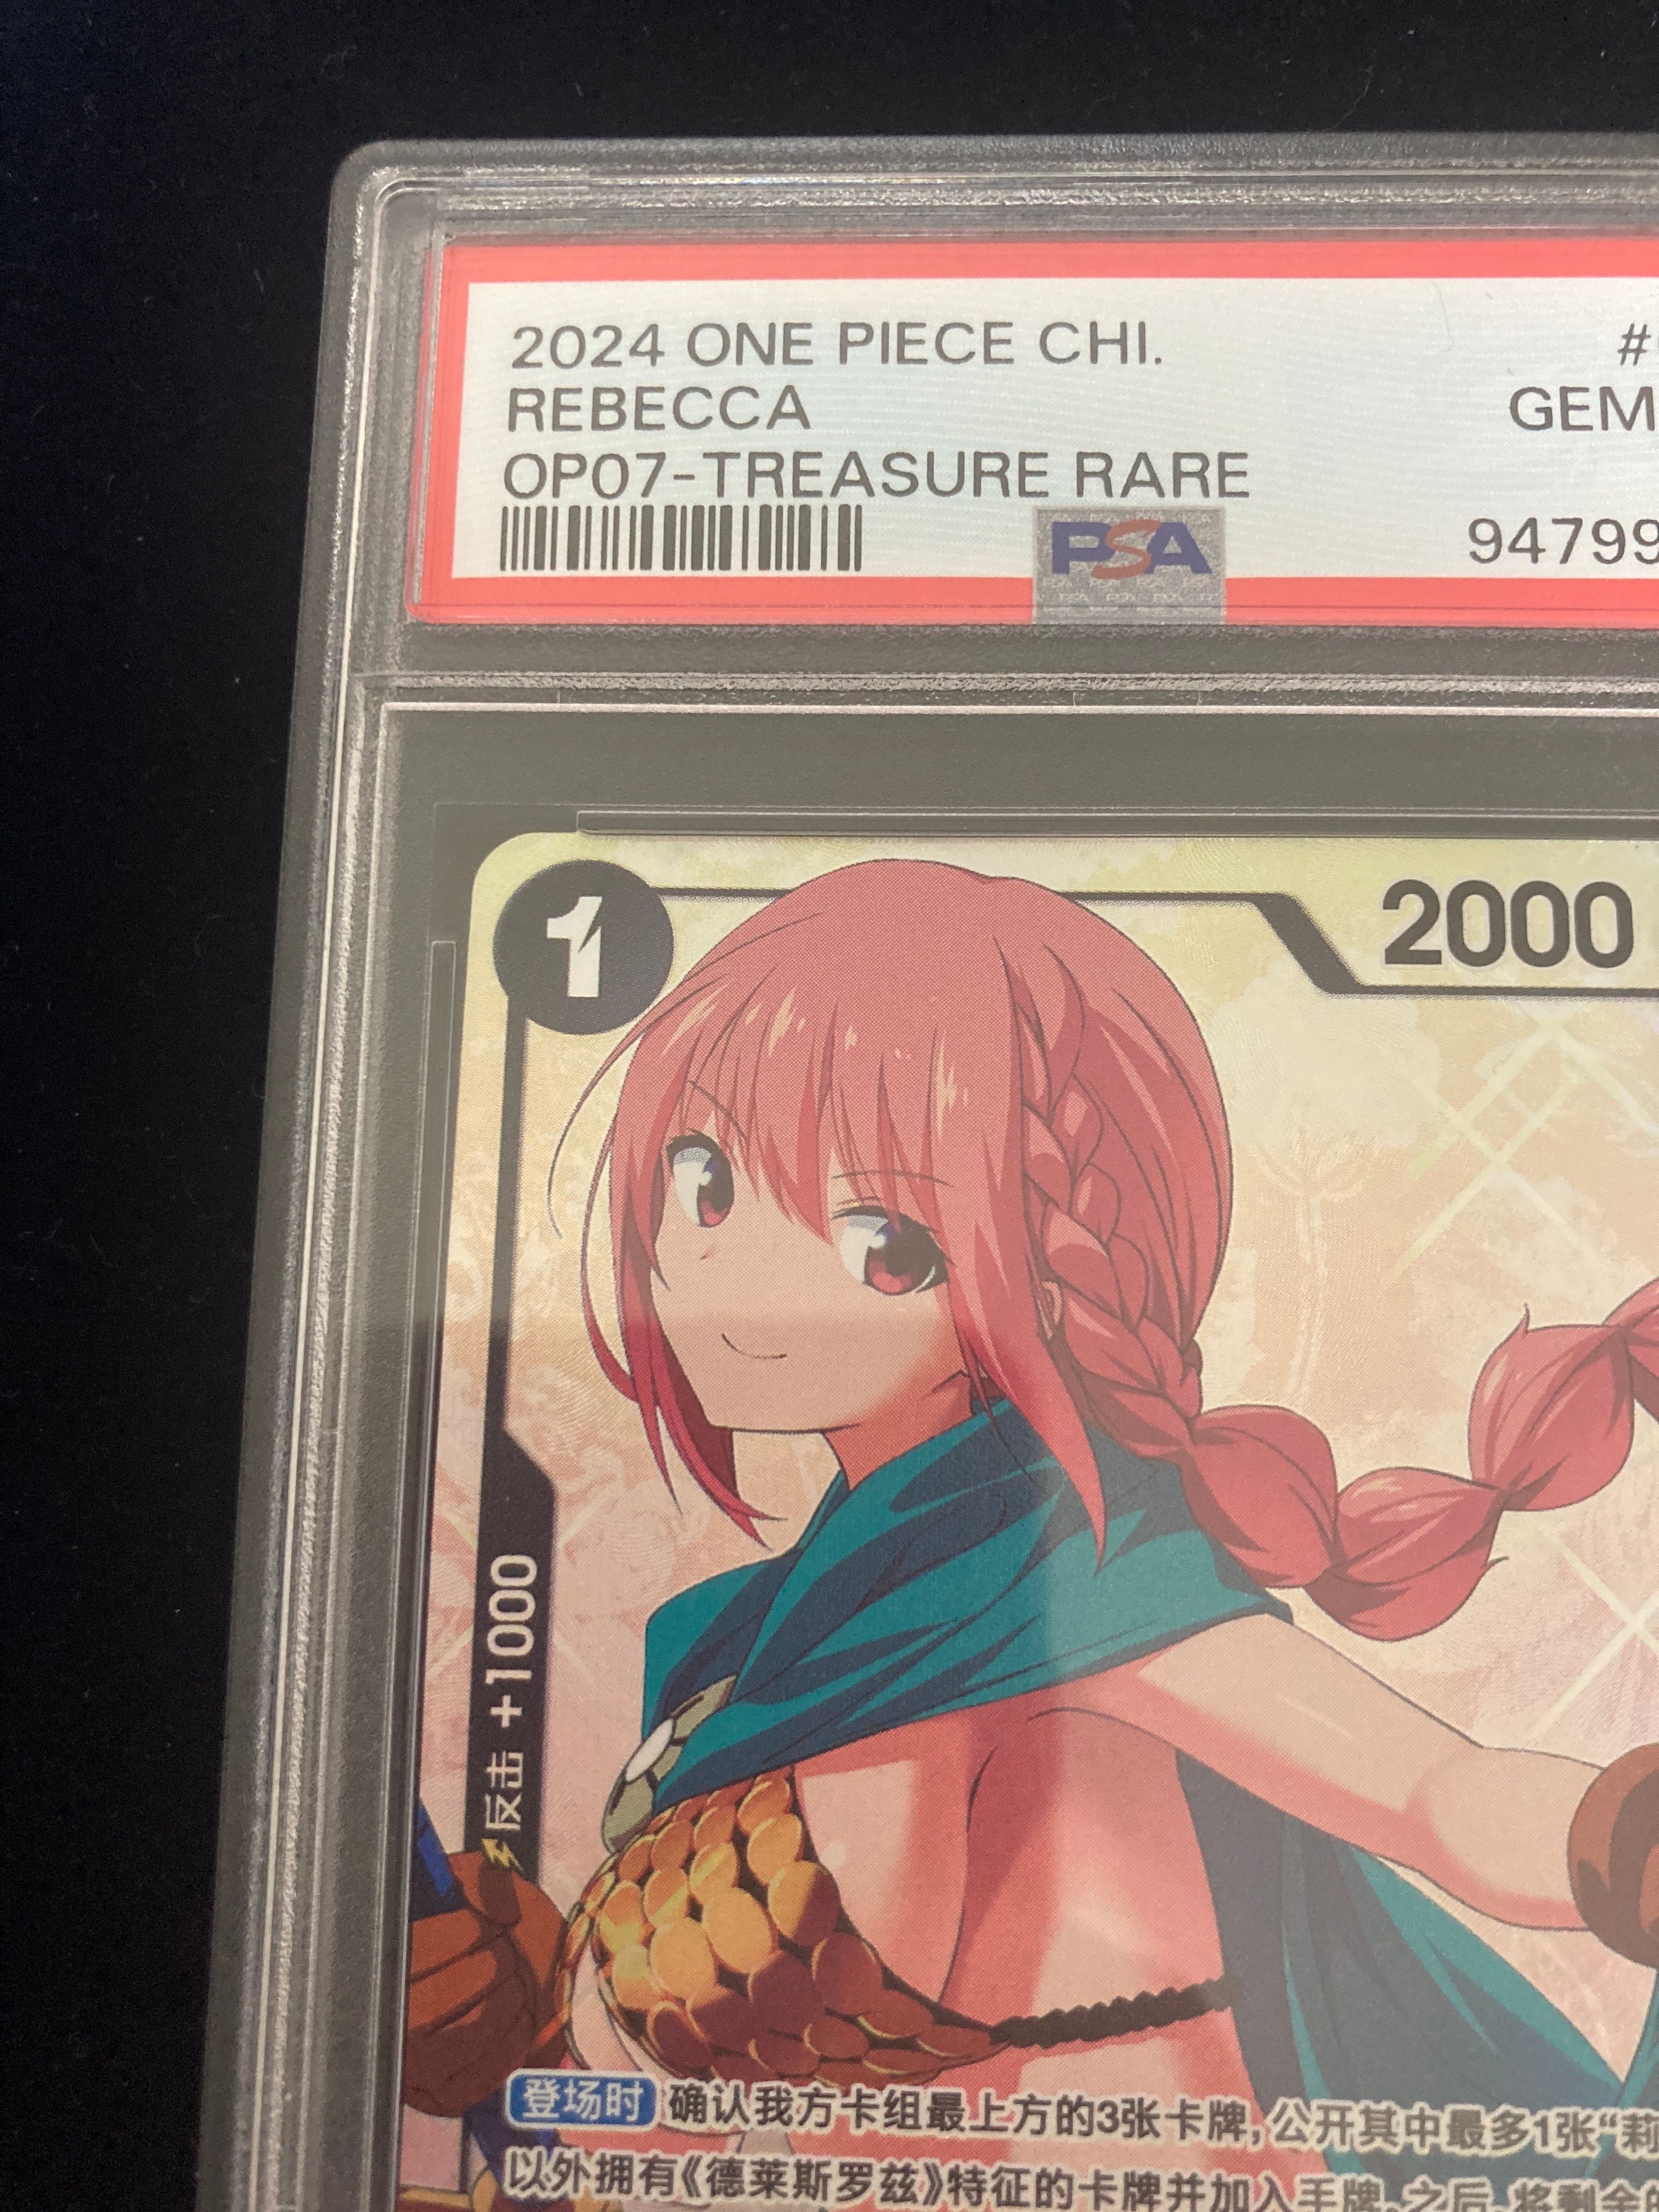 2024 ONE PIECE CHI. #
REBECCA GEM
OP07-TREASURE RARE
PSA 94799
1
2000
反击 +1000
登场时 确认我方卡组最上方的3张卡牌,公开其中最多1张“莉
以外拥有《德莱斯罗兹》特征的卡牌并加入手牌,之后,将剩余的